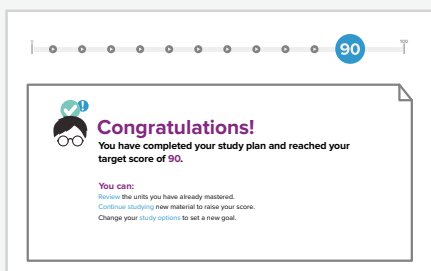 90
100
Congratulations!
You have completed your study plan and reached your
target score of 90.
You can:
Review the units you have already mastered.
Continue studying new material to raise your score.
Change your study options to set a new goal.